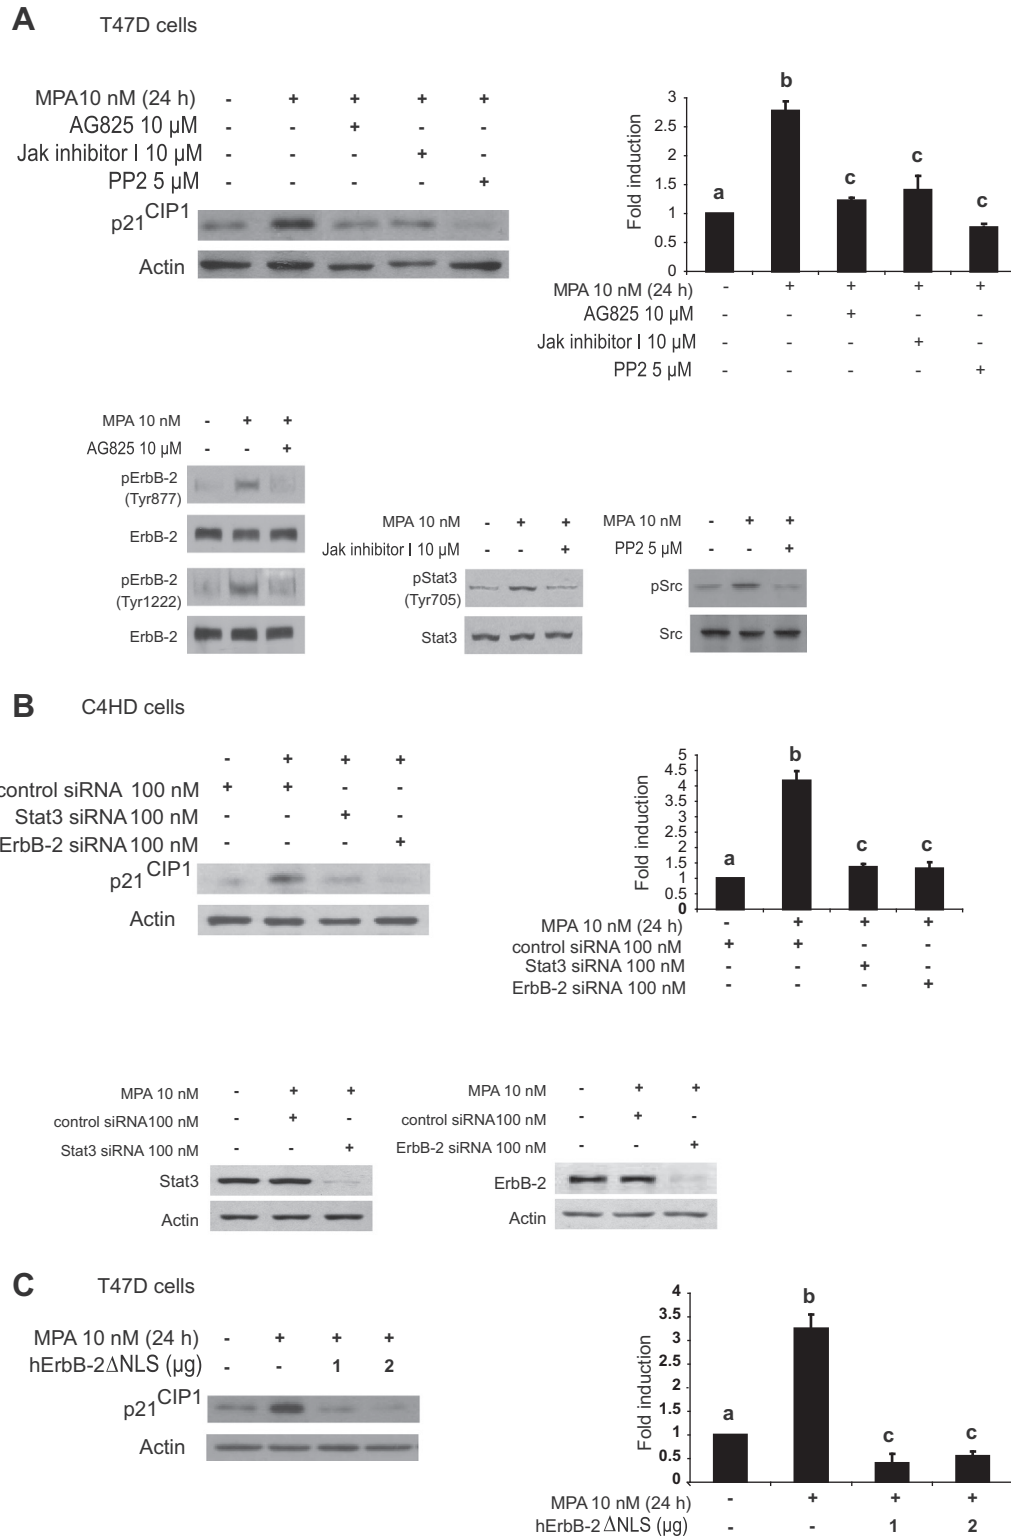 A
T47D cells
MPA10 nM (24 h) - + + + +
AG825 10 µM - - + - -
Jak inhibitor I 10 µM - - - + -
PP2 5 µM - - - - +
p21CIP1
Actin
Fold induction
3
2.5
2
1.5
1
0.5
0
a b c c c
MPA 10 nM (24 h) - + + + +
AG825 10 µM - - + - -
Jak inhibitor I 10 µM - - - + -
PP2 5 µM - - - - +
MPA 10 nM - + +
AG825 10 µM - - +
pErbB-2
(Tyr877)
ErbB-2
pErbB-2
(Tyr1222)
ErbB-2
MPA 10 nM - + +
Jak inhibitor I 10 µM - - +
pStat3
(Tyr705)
Stat3
MPA 10 nM - + +
PP2 5 µM - - +
pSrc
Src
B
C4HD cells
- + + +
control siRNA 100 nM + + - -
Stat3 siRNA 100 nM - - + -
ErbB-2 siRNA 100 nM - - - +
p21CIP1
Actin
Fold induction
5
4.5
4
3.5
3
2.5
2
1.5
1
0.5
0
a b c c
MPA 10 nM (24 h) - + + +
control siRNA 100 nM + + - -
Stat3 siRNA 100 nM - - + -
ErbB-2 siRNA 100 nM - - - +
MPA 10 nM - + +
control siRNA100 nM - + -
Stat3 siRNA 100 nM - - +
Stat3
Actin
MPA 10 nM - + +
control siRNA100 nM - + -
ErbB-2 siRNA 100 nM - - +
ErbB-2
Actin
C
T47D cells
MPA 10 nM (24 h) - + + +
hErbB-2ΔNLS (µg) - - 1 2
p21CIP1
Actin
Fold induction
4
3.5
3
2.5
2
1.5
1
0.5
0
a b c c
MPA 10 nM (24 h) - + + +
hErbB-2 ΔNLS (µg) - - 1 2